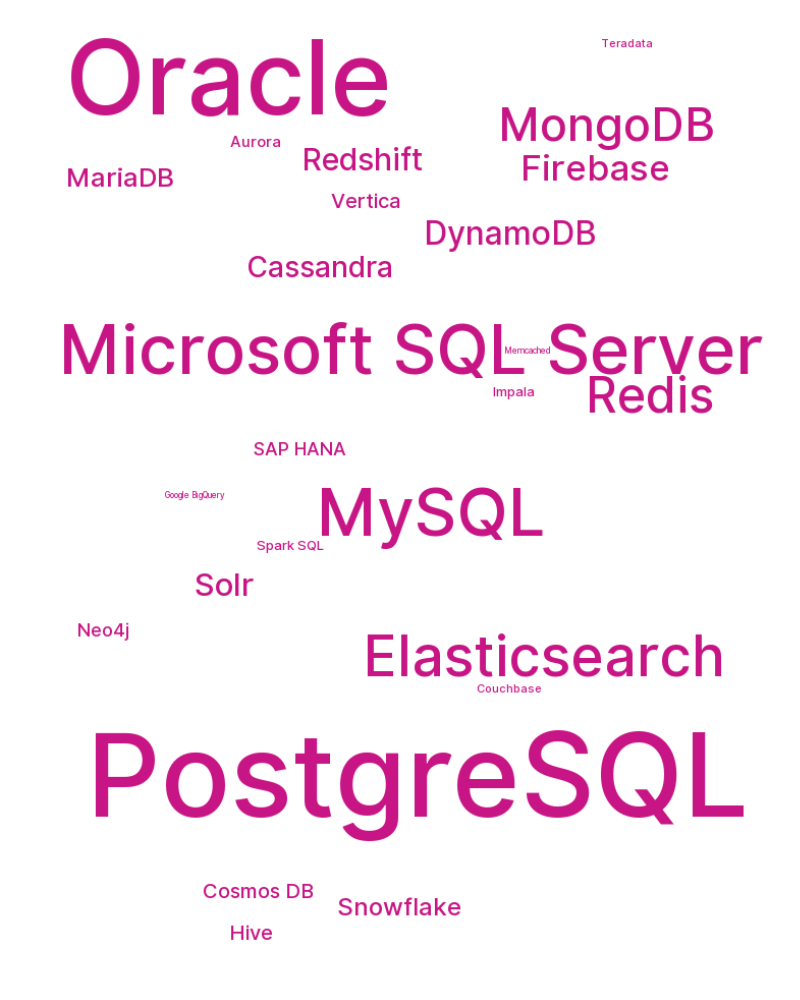 Teradata
Oracle
MongoDB
Aurora
Redshift
Firebase
MariaDB
Vertica
DynamoDB
Cassandra
Microsoft SQL Server
Memcached
Impala
Redis
SAP HANA
Google BigQuery
MySQL
Spark SQL
Solr
Neo4j
Elasticsearch
Couchbase
PostgreSQL
Cosmos DB
Snowflake
Hive